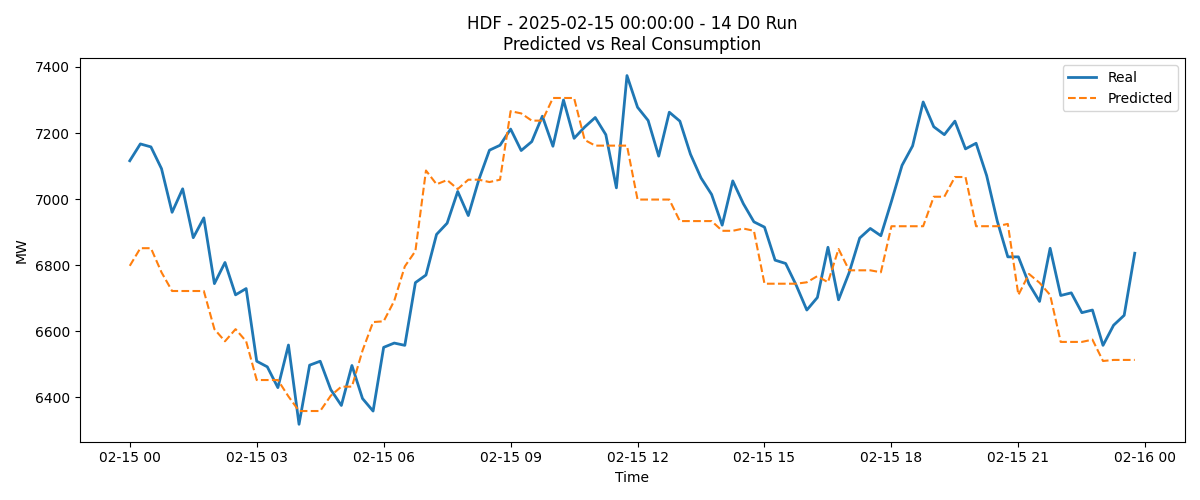 HDF - 2025-02-15 00:00:00 - 14 D0 Run
Predicted vs Real Consumption
Real
Predicted
MW
7400
7200
7000
6800
6600
6400
02-15 00
02-15 03
02-15 06
02-15 09
02-15 12
02-15 15
02-15 18
02-15 21
02-16 00
Time